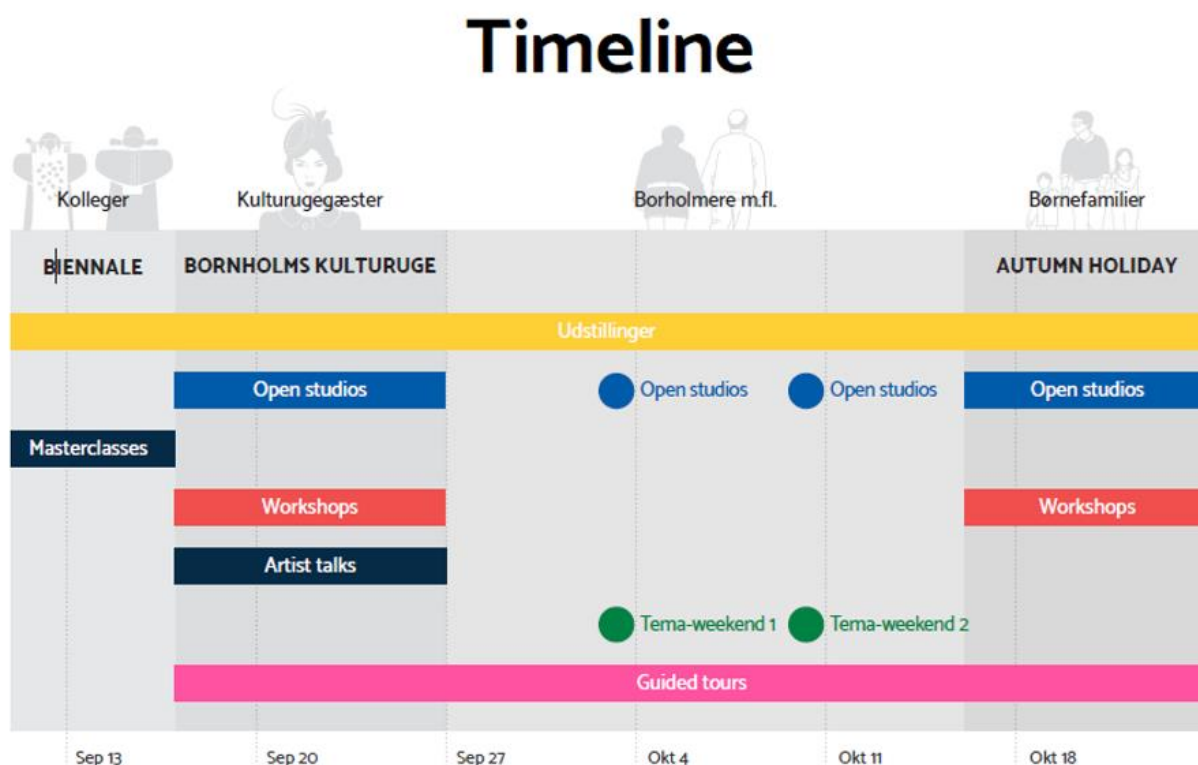 Timeline
Kolleger
Kulturugegæster
Borholmere m.fl.
Børnefamilier
BIENNALE
BORNHOLMS KULTURUGE
AUTUMN HOLIDAY
Udstillinger
Open studios
Open studios
Open studios
Open studios
Masterclasses
Workshops
Workshops
Artist talks
Tema-weekend 1
Tema-weekend 2
Guided tours
Sep 13
Sep 20
Sep 27
Okt 4
Okt 11
Okt 18